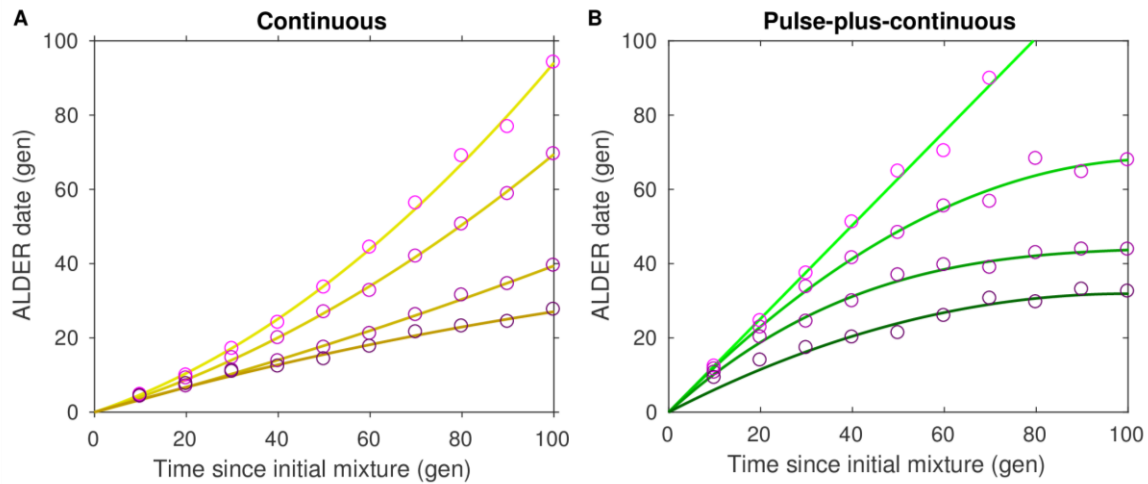 A
Continuous
100
80
60
40
20
0
ALDER date (gen)
0 20 40 60 80 100
Time since initial mixture (gen)
B
Pulse-plus-continuous
100
80
60
40
20
0
ALDER date (gen)
0 20 40 60 80 100
Time since initial mixture (gen)